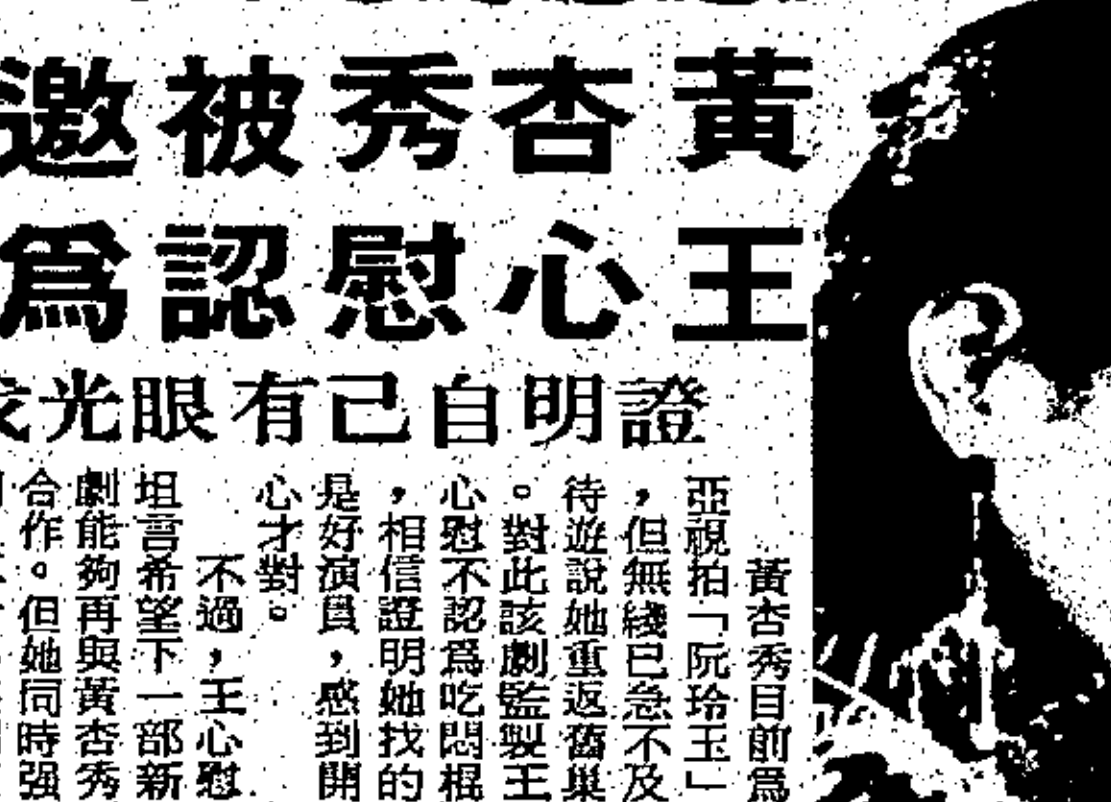 黃杏秀被邀
王心慰認爲
證明自己有眼光
黃杏秀目前爲
亞視拍「阮玲玉」
，但無綫已急不及
待遊說她重返舊巢
。對此該劇監製王
心慰不認爲吃悶棍
，相信證明她找的
是好演員，感到開
心才對。
不過，王心慰
坦言希望下一部新
劇能夠再與黃杏秀
合作。但她同時强